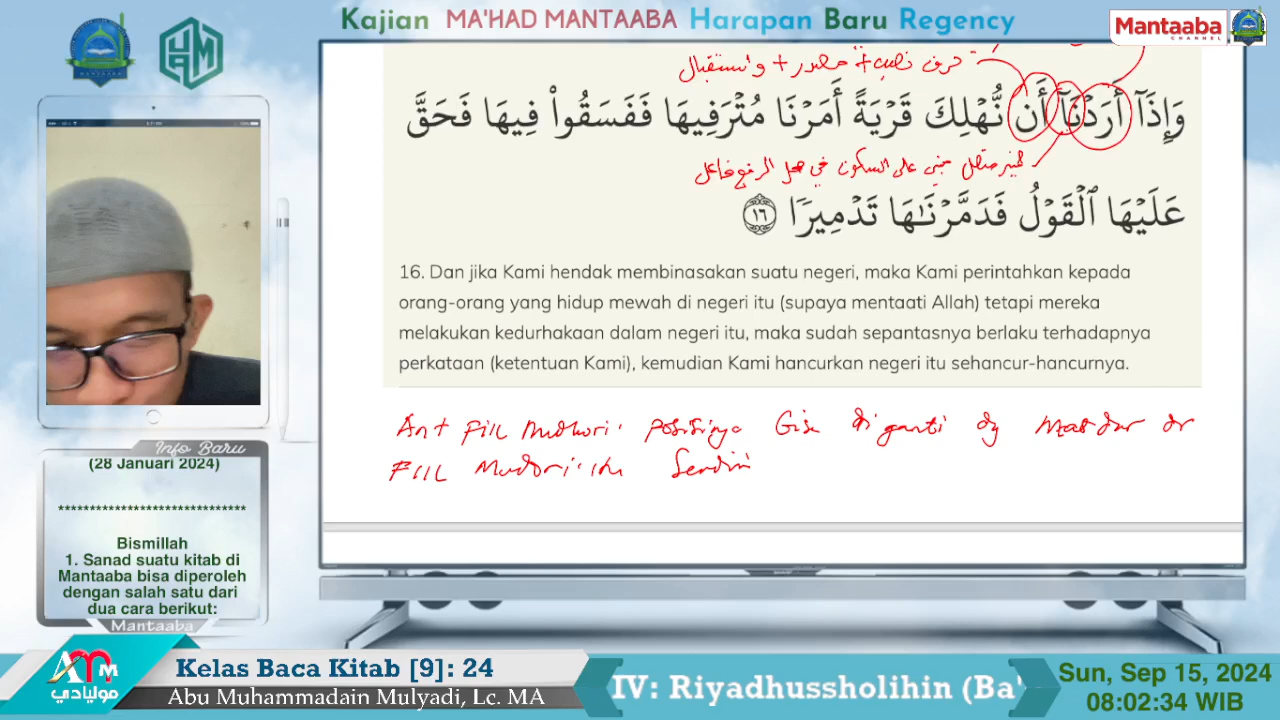 Kajian MA'HAD MANTAABA Harapan Baru Regency
Mantaaba
CHANNEL
حرف نصب + مصدر + واستقبال
وَإِذَآ أَرَدْنَآ أَن نُّهْلِكَ قَرْيَةً أَمَرْنَا مُتْرَفِيهَا فَفَسَقُوا۟ فِيهَا فَحَقَّ
ضمير متصل مبني على السكون في محل الرفع فاعل
عَلَيْهَا ٱلْقَوْلُ فَدَمَّرْنَٰهَا تَدْمِيرًا ١٦
16. Dan jika Kami hendak membinasakan suatu negeri, maka Kami perintahkan kepada
orang-orang yang hidup mewah di negeri itu (supaya mentaati Allah) tetapi mereka
melakukan kedurhakaan dalam negeri itu, maka sudah sepantasnya berlaku terhadapnya
perkataan (ketentuan Kami), kemudian Kami hancurkan negeri itu sehancur-hancurnya.
An + Fiil Mudhori' posisinya bisa diganti dg Masdar dr
Fiil Mudori' itu Sendiri
Info Baru
(28 Januari 2024)
*****************************
Bismillah
1. Sanad suatu kitab di
Mantaaba bisa diperoleh
dengan salah satu dari
dua cara berikut:
Mantaaba
AMM
موليادي
Kelas Baca Kitab [9]: 24
Abu Muhammadain Mulyadi, Lc. MA
IV: Riyadhussholihin (Ba'
Sun, Sep 15, 2024
08:02:34 WIB